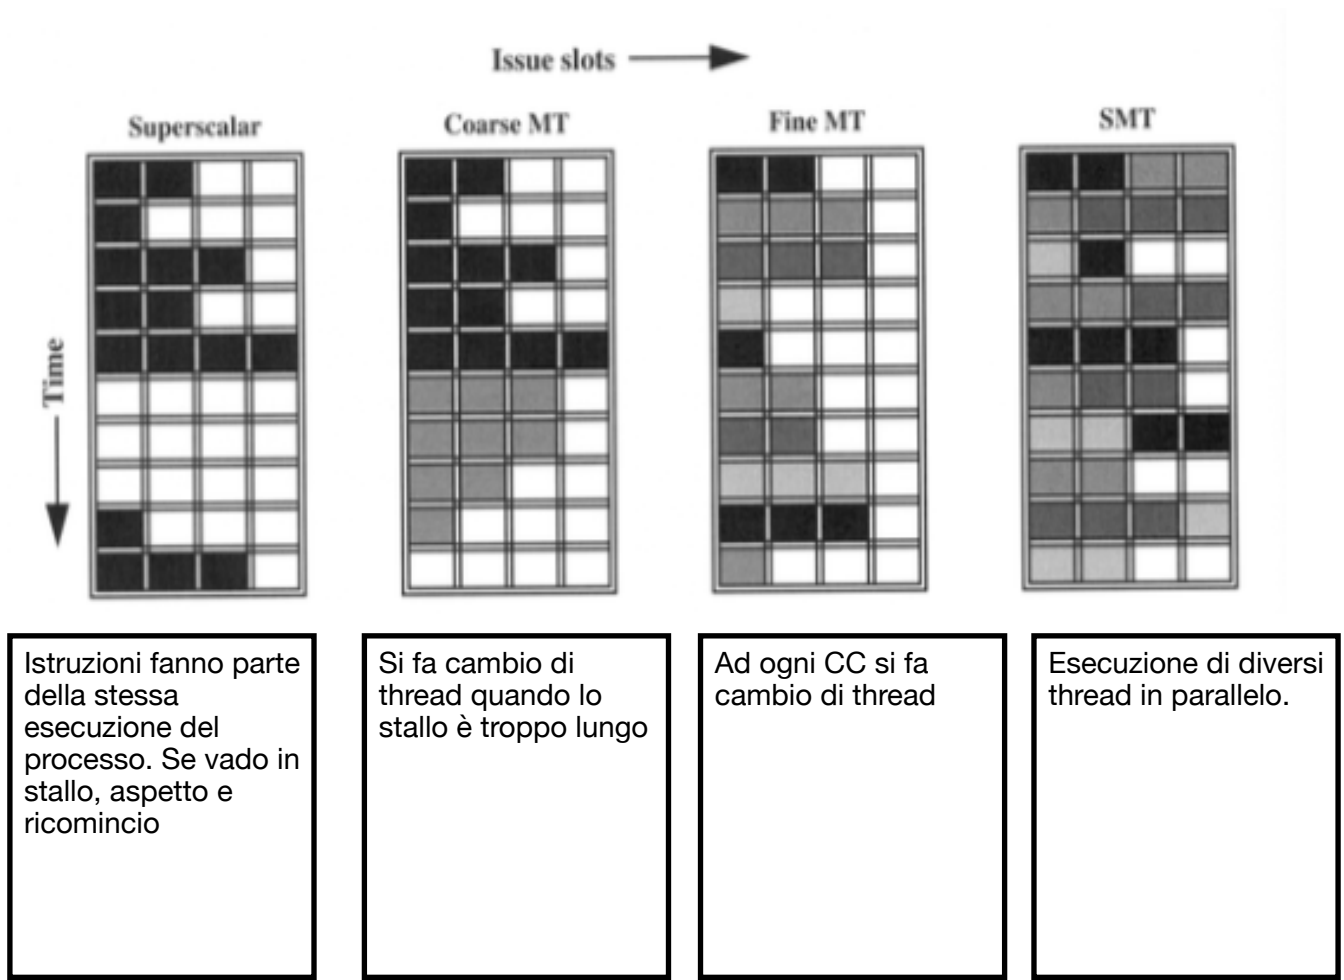 Issue slots
Superscalar
Coarse MT
Fine MT
SMT
Time
Istruzioni fanno parte
della stessa
esecuzione del
processo. Se vado in
stallo, aspetto e
ricomincio
Si fa cambio di
thread quando lo
stallo è troppo lungo
Ad ogni CC si fa
cambio di thread
Esecuzione di diversi
thread in parallelo.